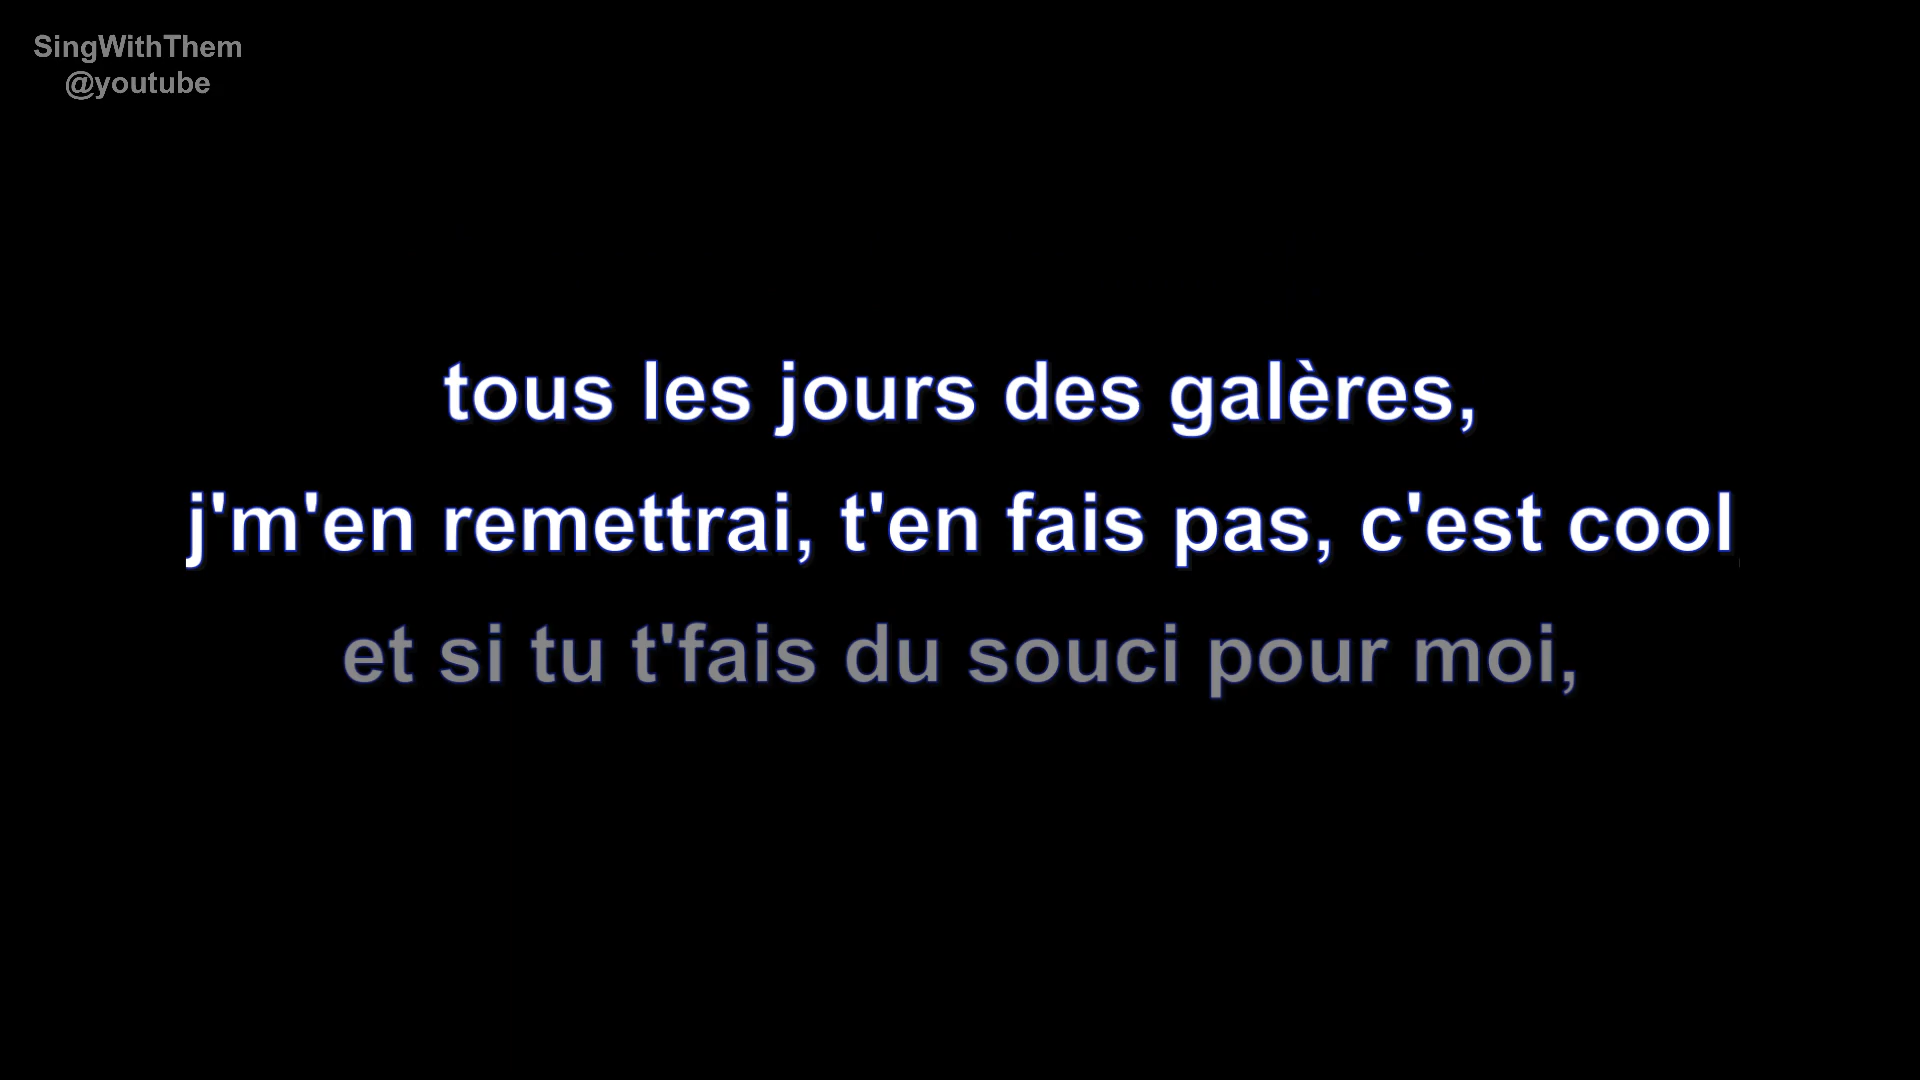 SingWithThem
@youtube
tous les jours des galères,
j'm'en remettrai, t'en fais pas, c'est cool
et si tu t'fais du souci pour moi,